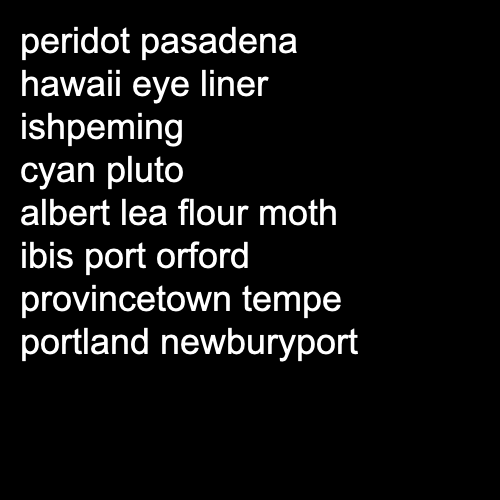 peridot pasadena
hawaii eye liner
ishpeming
cyan pluto
albert lea flour moth
ibis port orford
provincetown tempe
portland newburyport